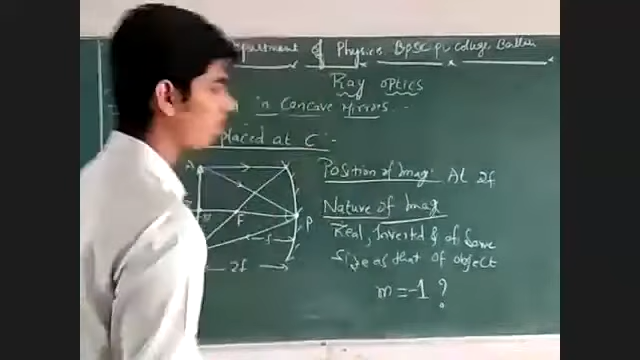 Department of Physics BPSC PU College
Ray optics
in Concave Mirrors.
placed at C :-
Position of Image: At 2f
Nature of Image
Real, Inverted & of Same
Size as that of object
m = -1 ?
F
P
f
2f